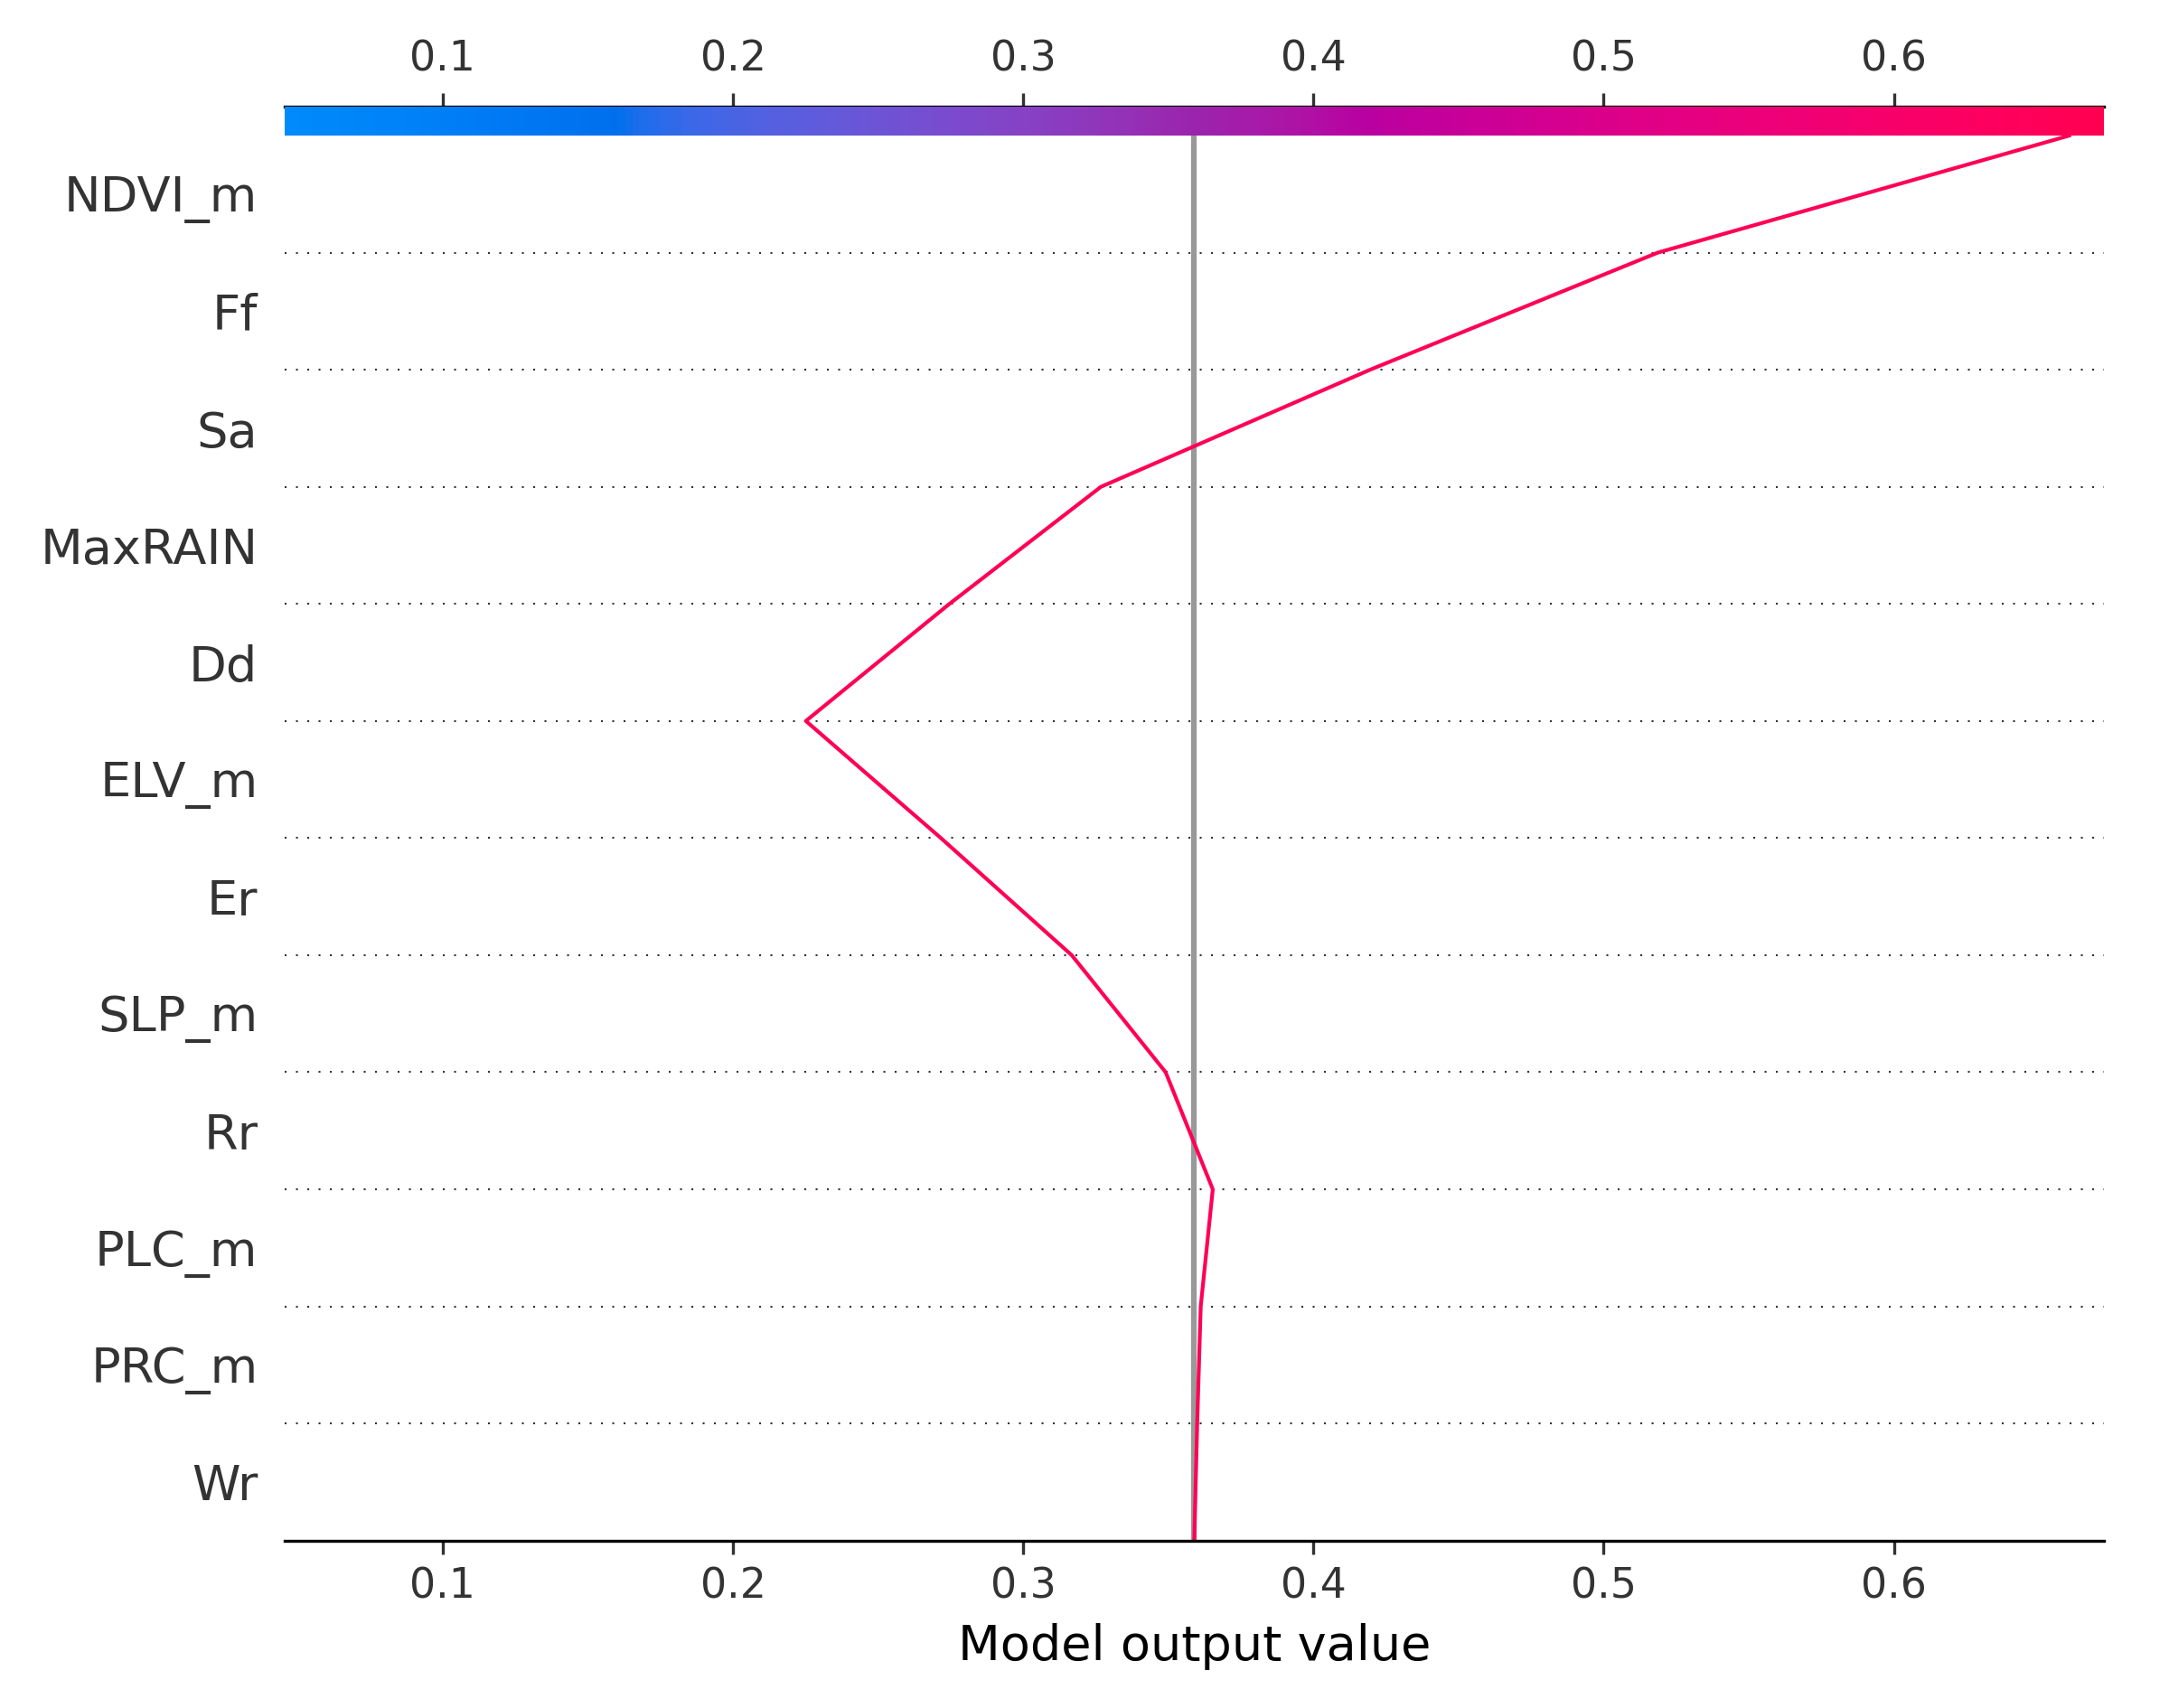 0.1 0.2 0.3 0.4 0.5 0.6
NDVI_m
Ff
Sa
MaxRAIN
Dd
ELV_m
Er
SLP_m
Rr
PLC_m
PRC_m
Wr
0.1 0.2 0.3 0.4 0.5 0.6
Model output value